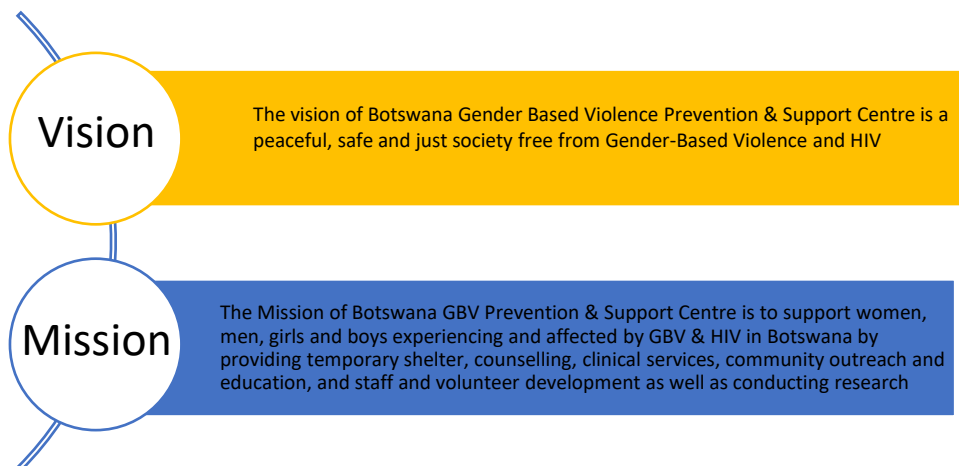 Vision
The vision of Botswana Gender Based Violence Prevention & Support Centre is a
peaceful, safe and just society free from Gender-Based Violence and HIV
Mission
The Mission of Botswana GBV Prevention & Support Centre is to support women,
men, girls and boys experiencing and affected by GBV & HIV in Botswana by
providing temporary shelter, counselling, clinical services, community outreach and
education, and staff and volunteer development as well as conducting research